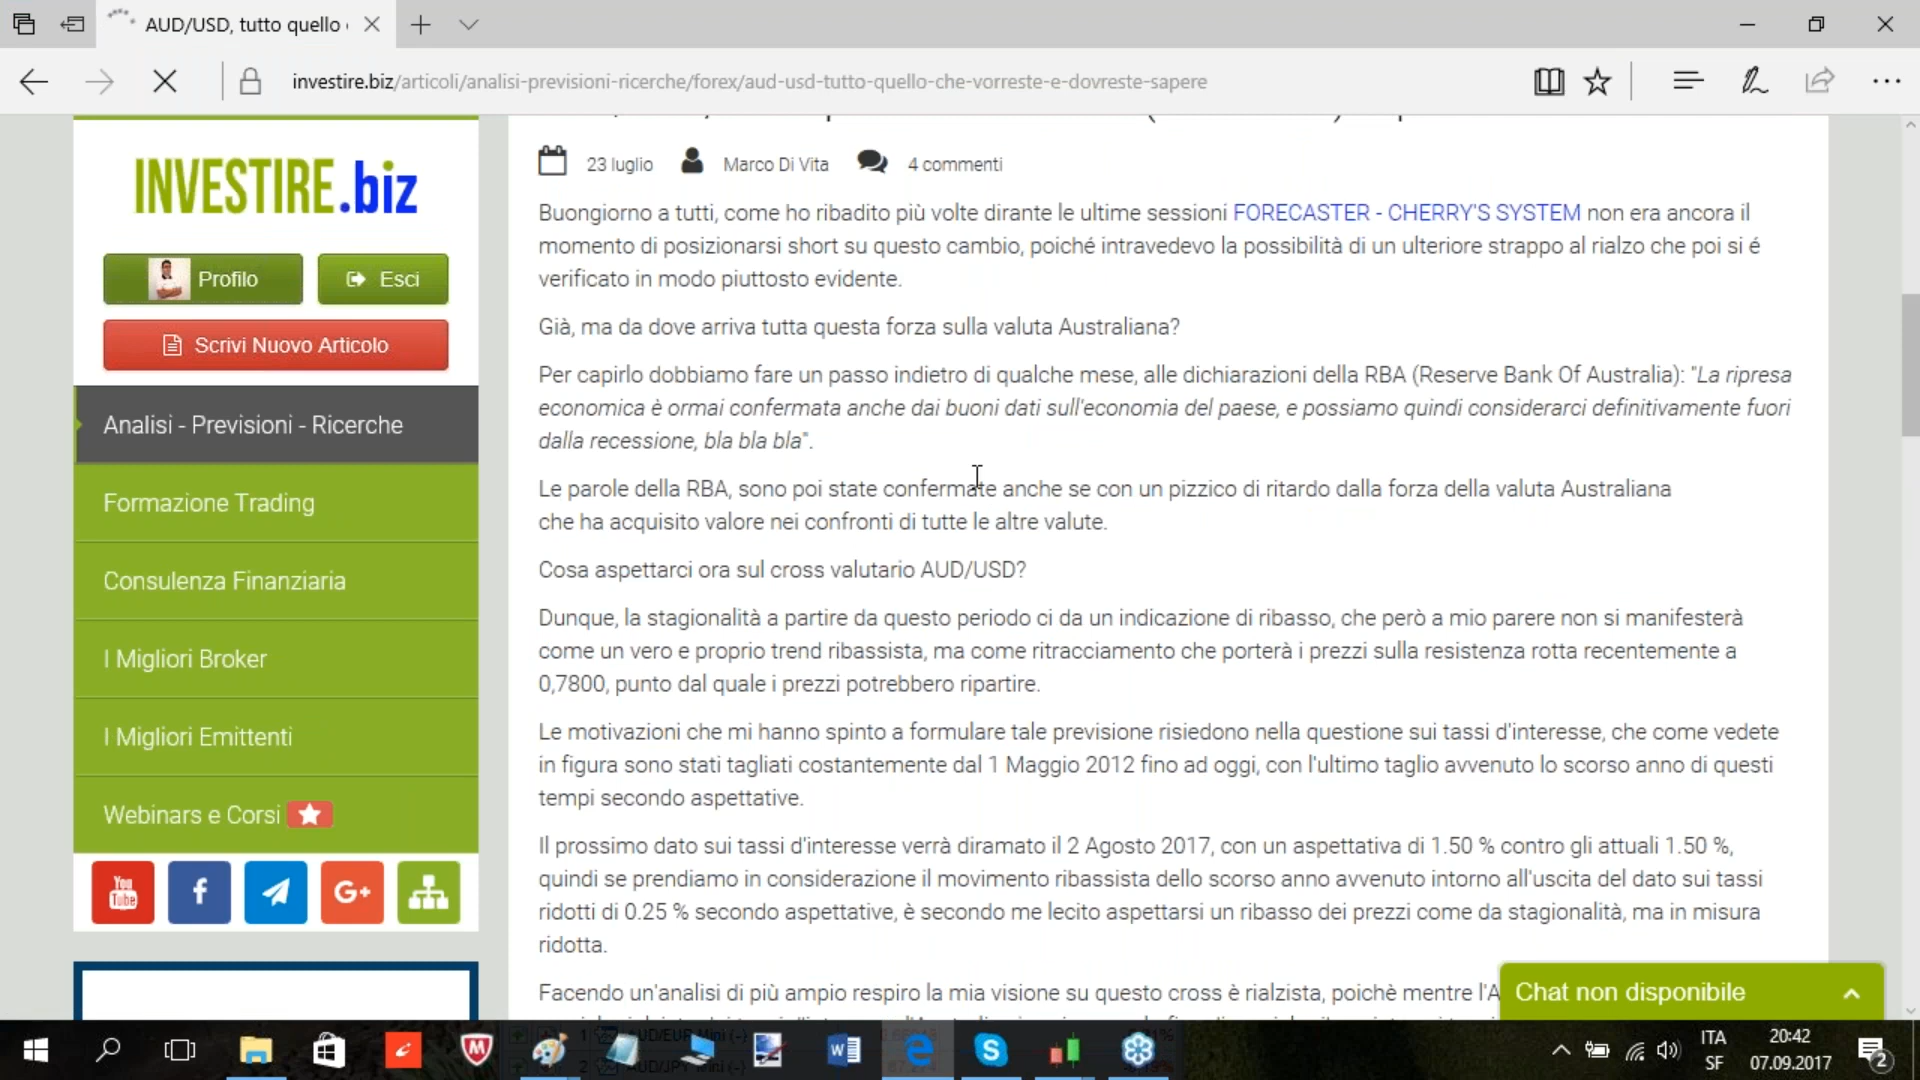 AUD/USD, tutto quello
investire.biz/articoli/analisi-previsioni-ricerche/forex/aud-usd-tutto-quello-che-vorreste-e-dovreste-sapere
INVESTIRE.biz
Profilo
Esci
Scrivi Nuovo Articolo
Analisi - Previsioni - Ricerche
Formazione Trading
Consulenza Finanziaria
I Migliori Broker
I Migliori Emittenti
Webinars e Corsi
You Tube
f
G+
23 luglio
Marco Di Vita
4 commenti
Buongiorno a tutti, come ho ribadito più volte dirante le ultime sessioni FORECASTER - CHERRY'S SYSTEM non era ancora il
momento di posizionarsi short su questo cambio, poiché intravedevo la possibilità di un ulteriore strappo al rialzo che poi si é
verificato in modo piuttosto evidente.
Già, ma da dove arriva tutta questa forza sulla valuta Australiana?
Per capirlo dobbiamo fare un passo indietro di qualche mese, alle dichiarazioni della RBA (Reserve Bank Of Australia): "La ripresa
economica è ormai confermata anche dai buoni dati sull'economia del paese, e possiamo quindi considerarci definitivamente fuori
dalla recessione, bla bla bla".
Le parole della RBA, sono poi state confermate anche se con un pizzico di ritardo dalla forza della valuta Australiana
che ha acquisito valore nei confronti di tutte le altre valute.
Cosa aspettarci ora sul cross valutario AUD/USD?
Dunque, la stagionalità a partire da questo periodo ci da un indicazione di ribasso, che però a mio parere non si manifesterà
come un vero e proprio trend ribassista, ma come ritracciamento che porterà i prezzi sulla resistenza rotta recentemente a
0,7800, punto dal quale i prezzi potrebbero ripartire.
Le motivazioni che mi hanno spinto a formulare tale previsione risiedono nella questione sui tassi d'interesse, che come vedete
in figura sono stati tagliati costantemente dal 1 Maggio 2012 fino ad oggi, con l'ultimo taglio avvenuto lo scorso anno di questi
tempi secondo aspettative.
Il prossimo dato sui tassi d'interesse verrà diramato il 2 Agosto 2017, con un aspettativa di 1.50 % contro gli attuali 1.50 %,
quindi se prendiamo in considerazione il movimento ribassista dello scorso anno avvenuto intorno all'uscita del dato sui tassi
ridotti di 0.25 % secondo aspettative, è secondo me lecito aspettarsi un ribasso dei prezzi come da stagionalità, ma in misura
ridotta.
Facendo un'analisi di più ampio respiro la mia visione su questo cross è rialzista, poichè mentre l'A
Chat non disponibile
1 AUD/EUR Mini (-)
2 AUD/JPY Mini (-)
ITA
SF
20:42
07.09.2017
2